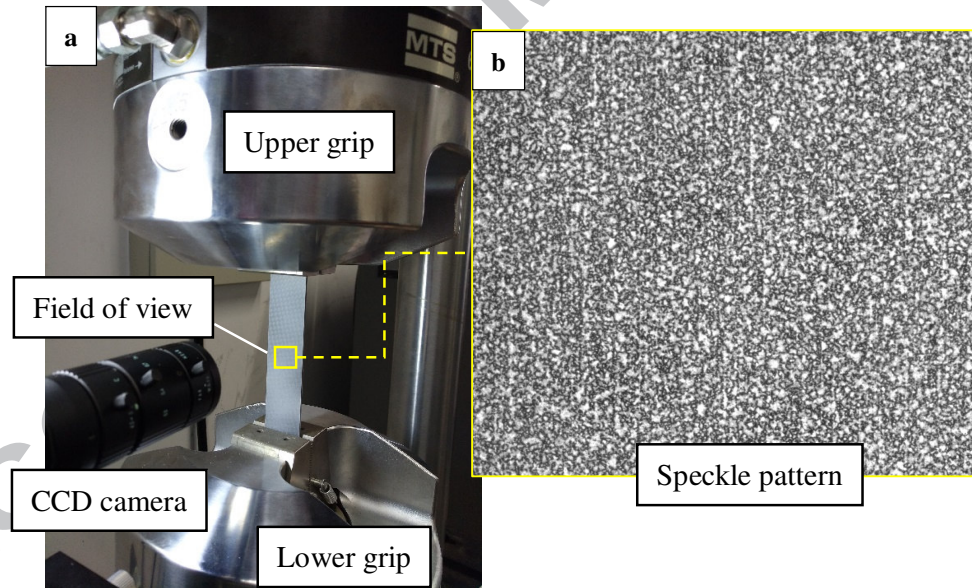 a
MTS
b
Upper grip
Field of view
CCD camera
Speckle pattern
Lower grip